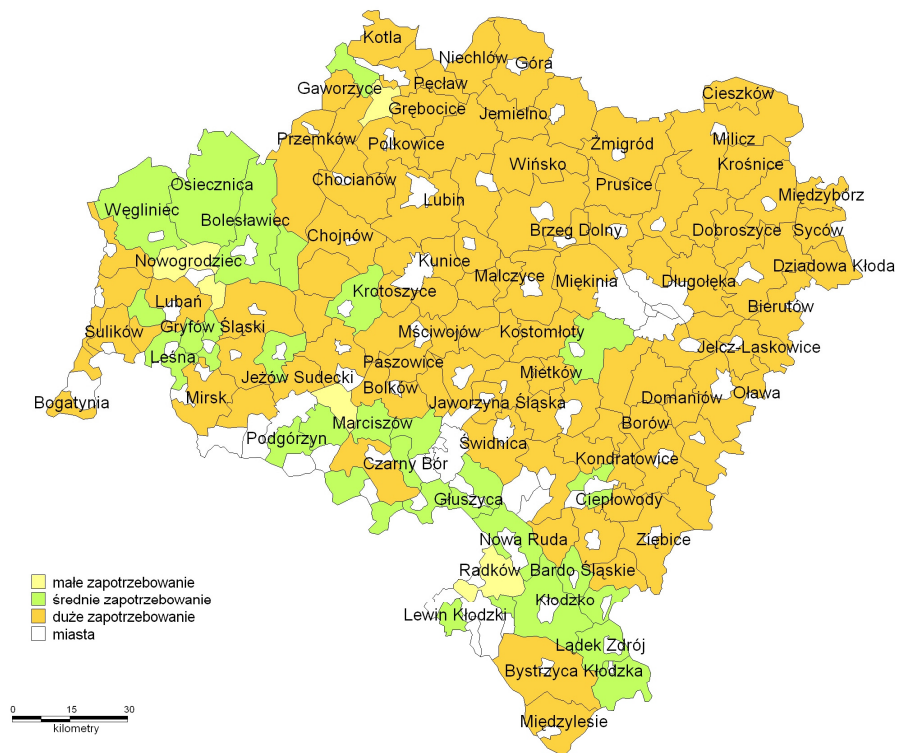 Kotla
Niechlów
Góra
Pęcław
Gaworzyce
Cieszków
Grębocice
Jemielno
Przemków
Polkowice
Żmigród
Milicz
Wińsko
Krośnice
Chocianów
Osiecznica
Prusice
Międzybórz
Lubin
Węgliniec
Bolesławiec
Brzeg Dolny
Dobroszyce
Syców
Chojnów
Nowogrodziec
Kunice
Dziadowa Kłoda
Malczyce
Miękinia
Długołęka
Krotoszyce
Lubań
Bierutów
Sulików
Gryfów Śląski
Mściwojów
Kostomłoty
Jelcz-Laskowice
Leśna
Paszowice
Mietków
Jeżów Sudecki
Bolków
Oława
Mirsk
Domaniów
Bogatynia
Jaworzyna Śląska
Marciszów
Borów
Podgórzyn
Świdnica
Czarny Bór
Kondratowice
Głuszyca
Ciepłowody
Nowa Ruda
Ziębice
Radków
Bardo Śląskie
małe zapotrzebowanie
średnie zapotrzebowanie
Kłodzko
duże zapotrzebowanie
Lewin Kłodzki
miasta
Lądek Zdrój
Bystrzyca Kłodzka
Międzylesie
0 15 30
kilometry